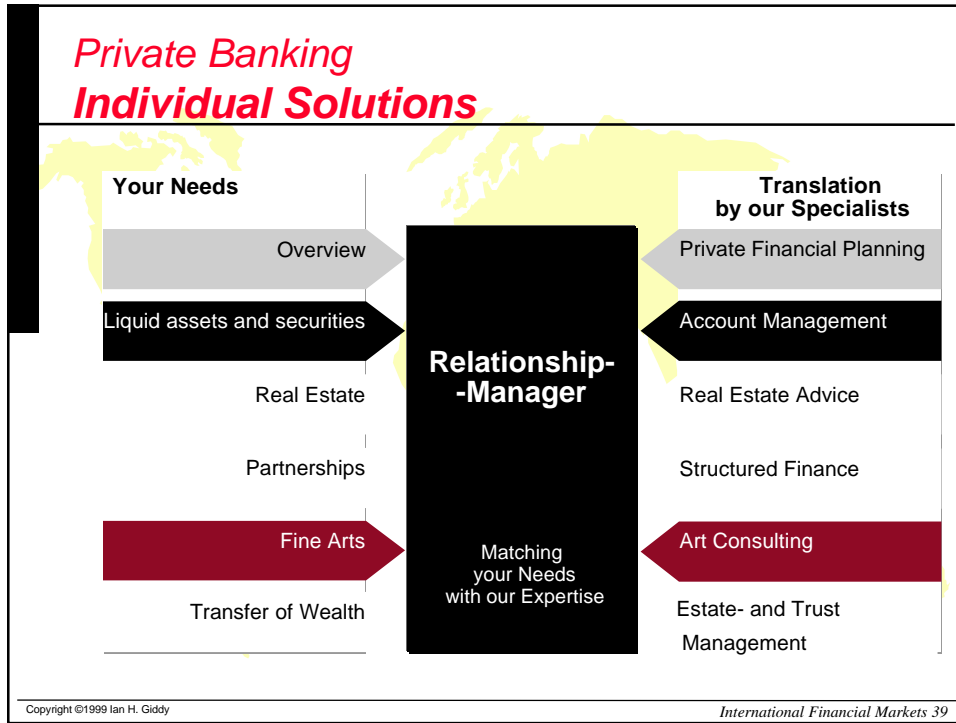 Private Banking
Individual Solutions
Your Needs
Overview
Liquid assets and securities
Real Estate
Partnerships
Fine Arts
Transfer of Wealth
Relationship-
-Manager
Matching
your Needs
with our Expertise
Translation
by our Specialists
Private Financial Planning
Account Management
Real Estate Advice
Structured Finance
Art Consulting
Estate- and Trust
Management
Copyright ©1999 Ian H. Giddy
International Financial Markets 39